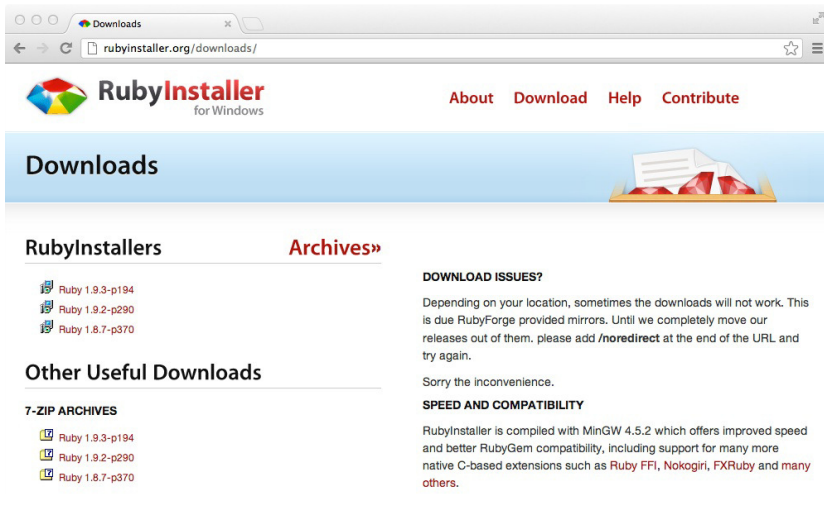 Downloads
rubyinstaller.org/downloads/
RubyInstaller
for Windows
About Download Help Contribute
Downloads
RubyInstallers Archives»
Ruby 1.9.3-p194
Ruby 1.9.2-p290
Ruby 1.8.7-p370
Other Useful Downloads
7-ZIP ARCHIVES
Ruby 1.9.3-p194
Ruby 1.9.2-p290
Ruby 1.8.7-p370
DOWNLOAD ISSUES?
Depending on your location, sometimes the downloads will not work. This
is due RubyForge provided mirrors. Until we completely move our
releases out of them. please add /noredirect at the end of the URL and
try again.
Sorry the inconvenience.
SPEED AND COMPATIBILITY
RubyInstaller is compiled with MinGW 4.5.2 which offers improved speed
and better RubyGem compatibility, including support for many more
native C-based extensions such as Ruby FFI, Nokogiri, FXRuby and many
others.